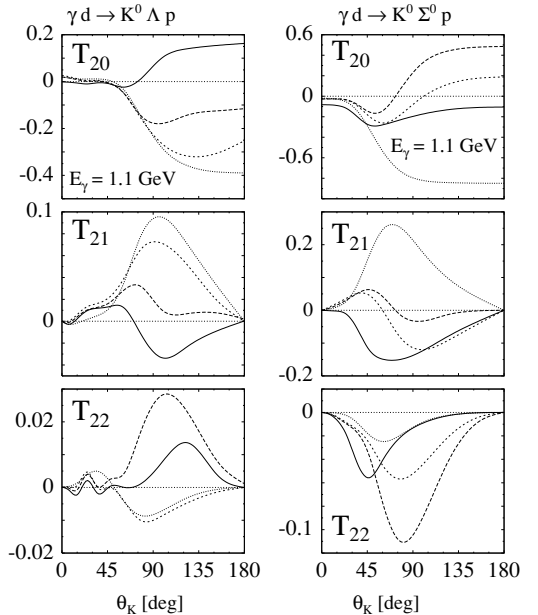 γ d → K⁰ Λ p
γ d → K⁰ Σ⁰ p
0.2
0
-0.2
-0.4
T₂₀
E_γ = 1.1 GeV
0.6
0
-0.6
T₂₀
E_γ = 1.1 GeV
0.1
0
T₂₁
0.2
0
-0.2
T₂₁
0.02
0
-0.02
T₂₂
0
-0.1
T₂₂
0 45 90 135 180
0 45 90 135 180
θ_K [deg]
θ_K [deg]